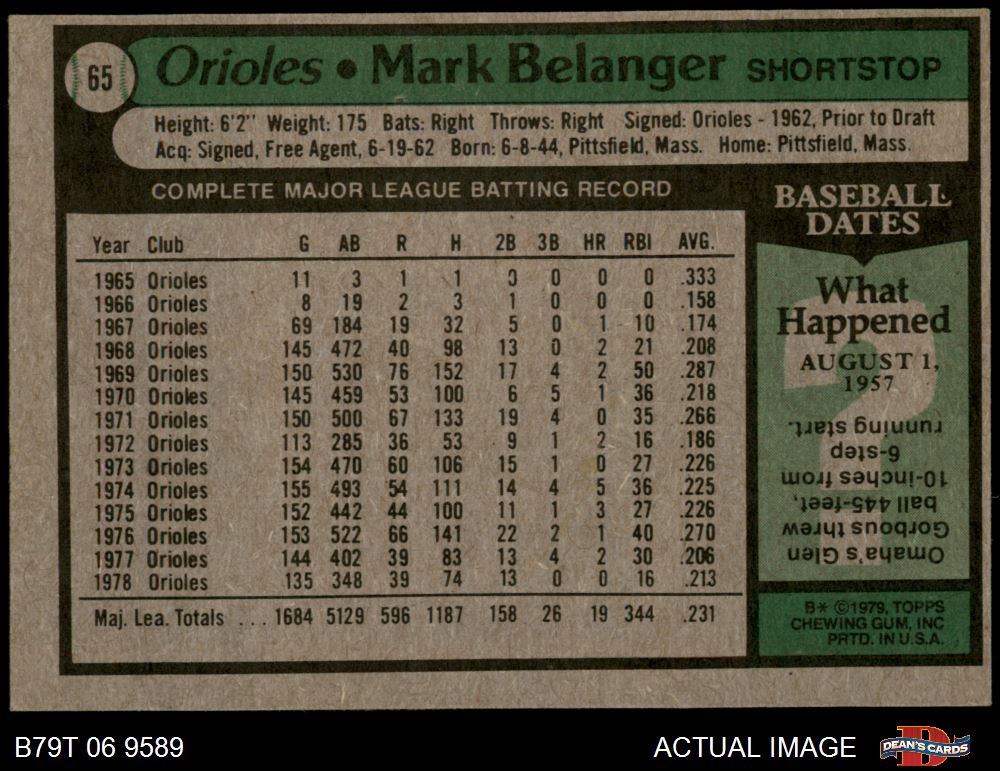 65
Orioles • Mark Belanger SHORTSTOP
Height: 6'2" Weight: 175 Bats: Right Throws: Right Signed: Orioles - 1962, Prior to Draft
Acq: Signed, Free Agent, 6-19-62 Born: 6-8-44, Pittsfield, Mass. Home: Pittsfield, Mass.
COMPLETE MAJOR LEAGUE BATTING RECORD
Year Club G AB R H 2B 3B HR RBI AVG.
1965 Orioles 11 3 1 1 0 0 0 0 .333
1966 Orioles 8 19 2 3 1 0 0 0 .158
1967 Orioles 69 184 19 32 5 0 1 10 .174
1968 Orioles 145 472 40 98 13 0 2 21 .208
1969 Orioles 150 530 76 152 17 4 2 50 .287
1970 Orioles 145 459 53 100 6 5 1 36 .218
1971 Orioles 150 500 67 133 19 4 0 35 .266
1972 Orioles 113 285 36 53 9 1 2 16 .186
1973 Orioles 154 470 60 106 15 1 0 27 .226
1974 Orioles 155 493 54 111 14 4 5 36 .225
1975 Orioles 152 442 44 100 11 1 3 27 .226
1976 Orioles 153 522 66 141 22 2 1 40 .270
1977 Orioles 144 402 39 83 13 4 2 30 .206
1978 Orioles 135 348 39 74 13 0 0 16 .213
Maj. Lea. Totals ... 1684 5129 596 1187 158 26 19 344 .231
BASEBALL
DATES
What
Happened
AUGUST 1,
1957
Omaha's Glen
Gorbous threw
ball 445-feet,
10-inches from
6-step
running start.
B* ©1979, TOPPS
CHEWING GUM, INC
PRTD. IN U.S.A.
B79T 06 9589
ACTUAL IMAGE
DEAN'S CARDS